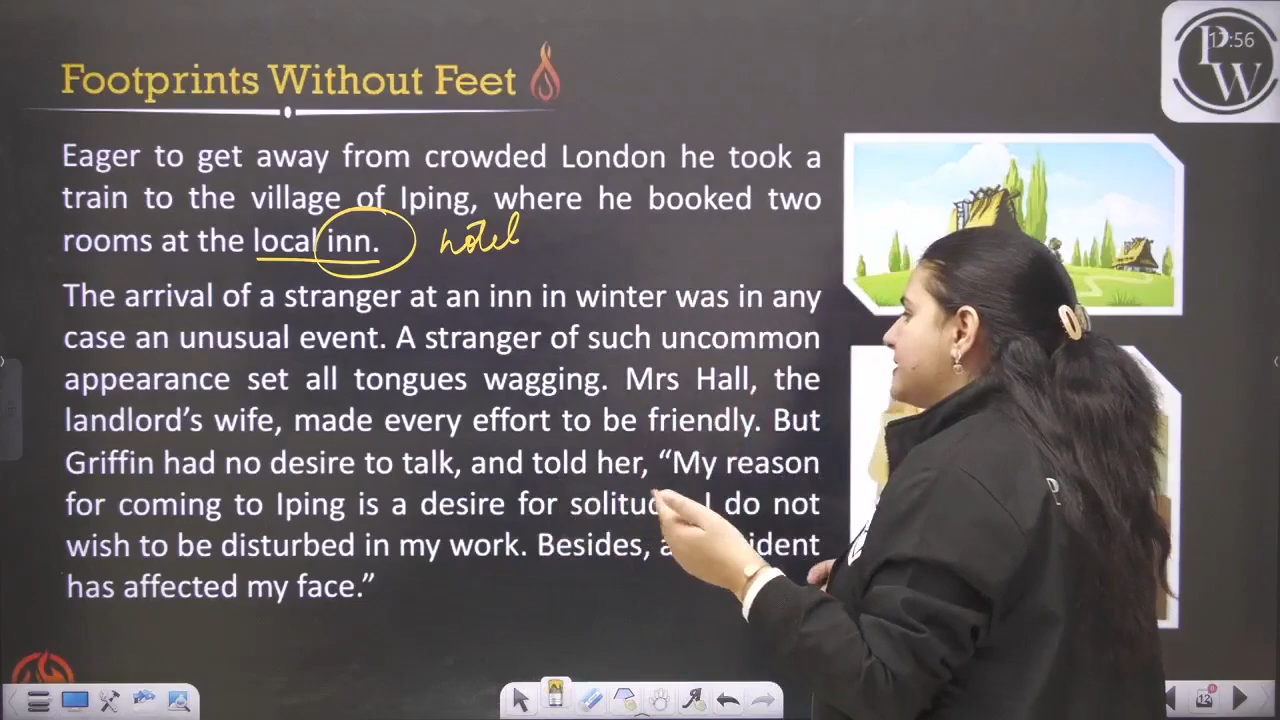 17:56
PW
Footprints Without Feet
Eager to get away from crowded London he took a
train to the village of Iping, where he booked two
rooms at the local inn. hotel
The arrival of a stranger at an inn in winter was in any
case an unusual event. A stranger of such uncommon
appearance set all tongues wagging. Mrs Hall, the
landlord’s wife, made every effort to be friendly. But
Griffin had no desire to talk, and told her, “My reason
for coming to Iping is a desire for I do not
wish to be disturbed in my work. Besides,
has affected my face.”
P
12